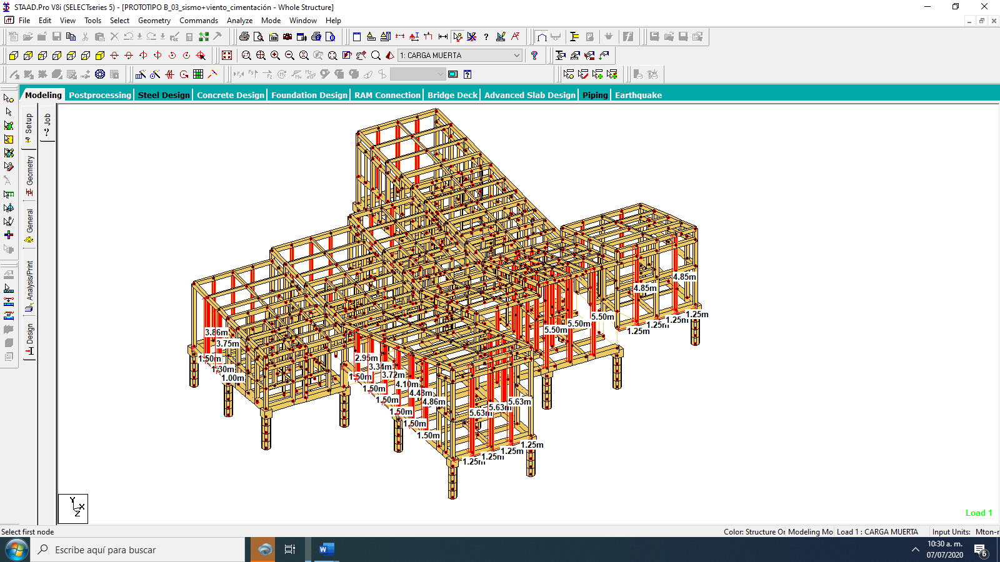 STAAD.Pro V8i (SELECTseries 5) - [PROTOTIPO B_03_sismo+viento_cimentación - Whole Structure]
File Edit View Tools Select Geometry Commands Analyze Mode Window Help
1: CARGA MUERTA
Modeling Postprocessing Steel Design Concrete Design Foundation Design RAM Connection Bridge Deck Advanced Slab Design Piping Earthquake
Setup
Geometry
General
Analysis/Print
Design
Job
4.85m
4.85m
1.25m
1.25m
1.25m
1.25m
5.50m
5.50m
5.50m
3.86m
3.75m
1.50m
1.30m
1.00m
2.95m
3.34m
3.72m
4.10m
4.48m
4.86m
1.50m
1.50m
1.50m
1.50m
1.50m
1.50m
5.63m
5.63m
5.63m
1.25m
1.25m
1.25m
1.25m
Y
X
Z
Load 1
Select first node
Color: Structure Or Modeling Mo Load 1 : CARGA MUERTA Input Units: Mton-r
Escribe aquí para buscar
10:30 a. m.
07/07/2020
6